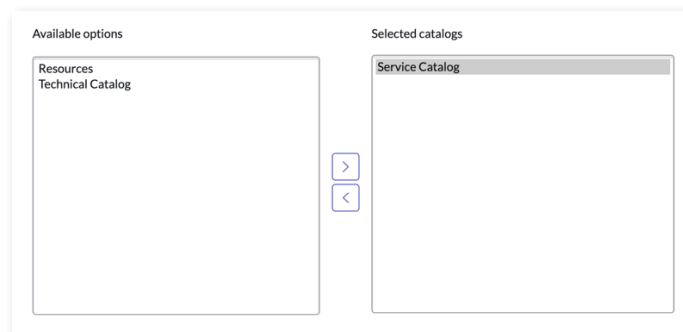 Available options
Selected catalogs
Resources
Technical Catalog
Service Catalog